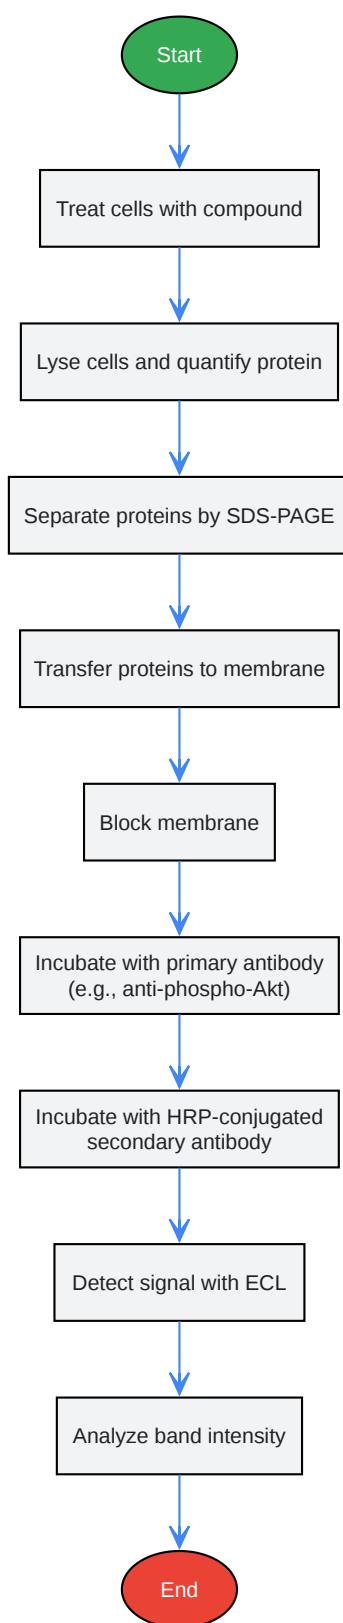 Start
Treat cells with compound
Lyse cells and quantify protein
Separate proteins by SDS-PAGE
Transfer proteins to membrane
Block membrane
Incubate with primary antibody
(e.g., anti-phospho-Akt)
Incubate with HRP-conjugated
secondary antibody
Detect signal with ECL
Analyze band intensity
End